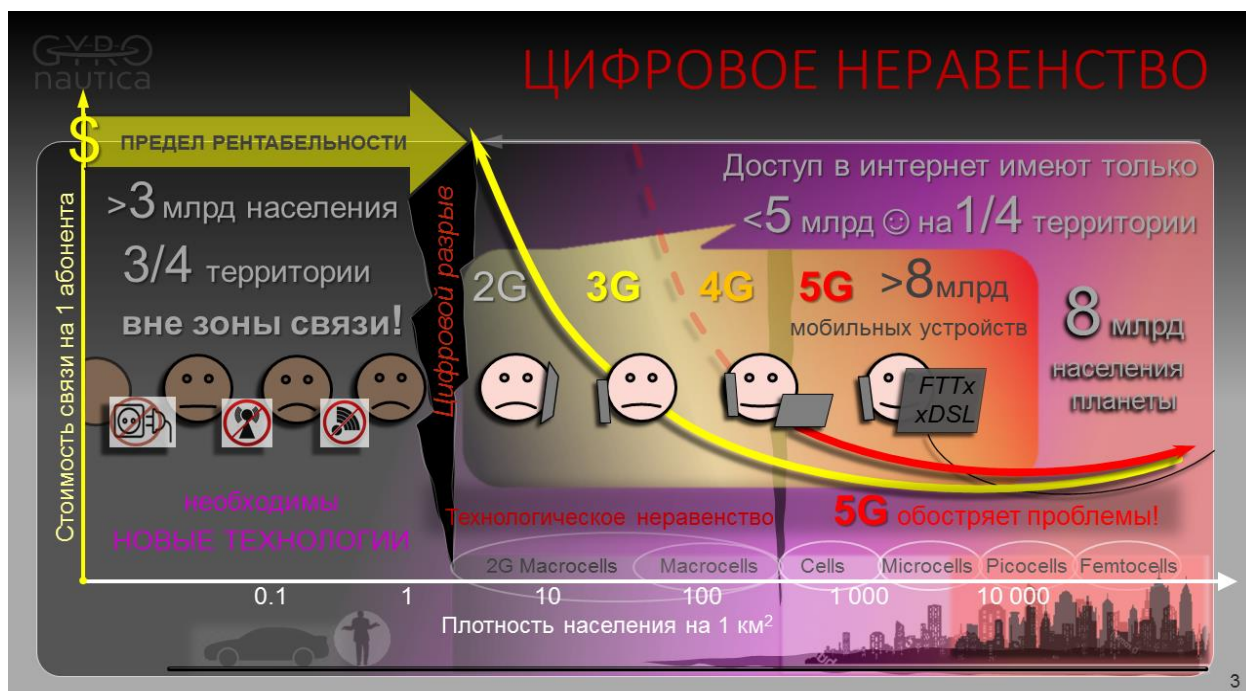 GYRO
nautica
ЦИФРОВОЕ НЕРАВЕНСТВО
$
ПРЕДЕЛ РЕНТАБЕЛЬНОСТИ
Стоимость связи на 1 абонента
>3 млрд населения
3/4 территории
вне зоны связи!
Цифровой разрыв
Доступ в интернет имеют только
<5 млрд ☺ на 1/4 территории
2G 3G 4G 5G >8 млрд
мобильных устройств
8 млрд
населения
планеты
FTTx
xDSL
необходимы
НОВЫЕ ТЕХНОЛОГИИ
Технологическое неравенство
5G обостряет проблемы!
2G Macrocells Macrocells Cells Microcells Picocells Femtocells
0.1 1 10 100 1 000 10 000
Плотность населения на 1 км²
3